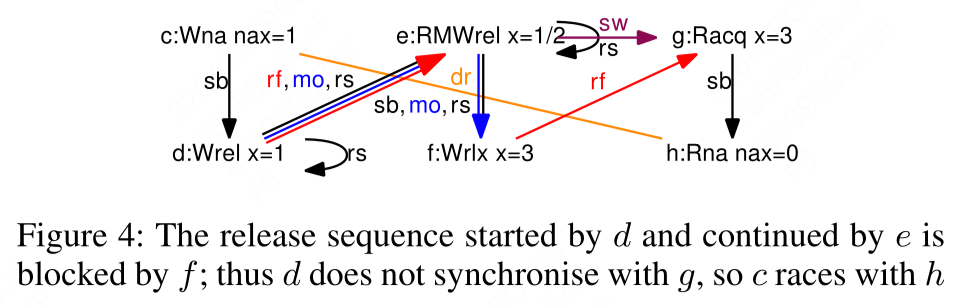 c:Wna nax=1
e:RMWrel x=1/2
sw
rs
g:Racq x=3
sb
rf,mo,rs
dr
sb,mo,rs
rf
sb
d:Wrel x=1
rs
f:Wrlx x=3
h:Rna nax=0
Figure 4: The release sequence started by d and continued by e is
blocked by f; thus d does not synchronise with g, so c races with h